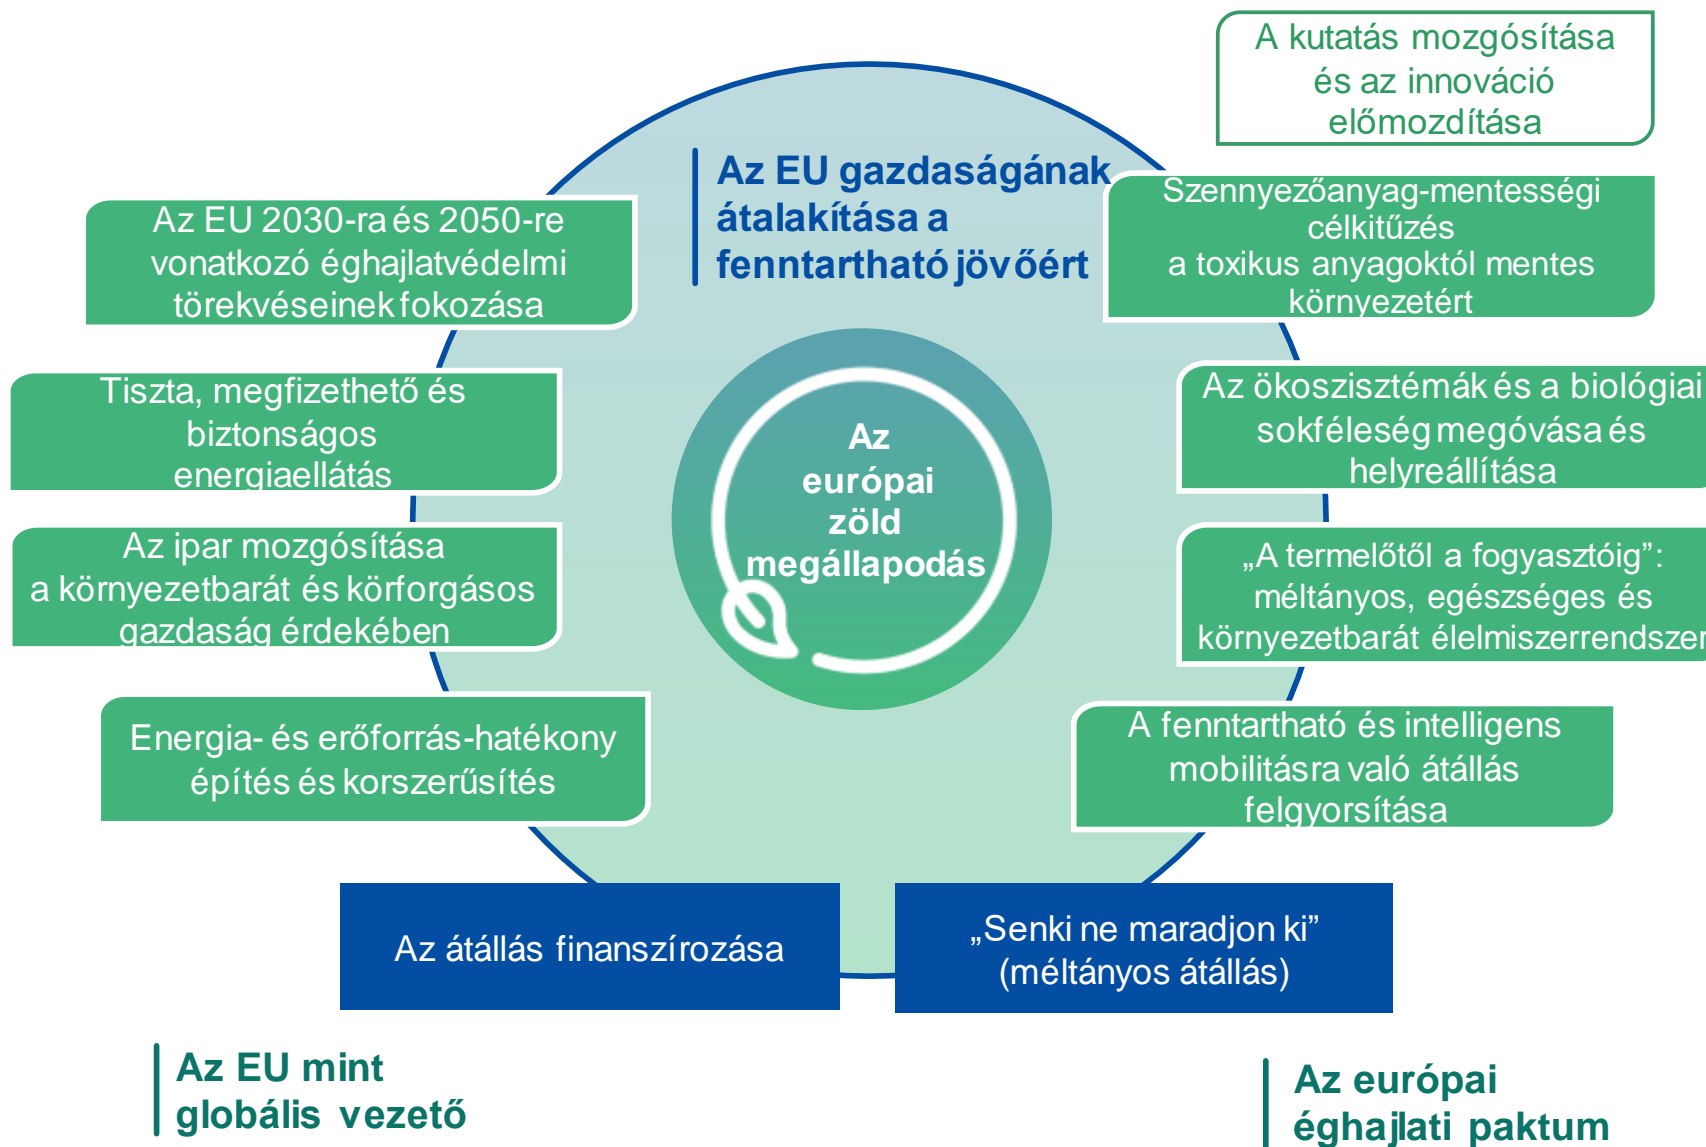 A kutatás mozgósítása
és az innováció
előmozdítása
Az EU gazdaságának
átalakítása a
fenntartható jövőért
Az EU 2030-ra és 2050-re
vonatkozó éghajlatvédelmi
törekvéseinek fokozása
Szennyezőanyag-mentességi
célkitűzés
a toxikus anyagoktól mentes
környezetért
Tiszta, megfizethető és
biztonságos
energiaellátás
Az ökoszisztémák és a biológiai
sokféleség megóvása és
helyreállítása
Az
európai
zöld
megállapodás
Az ipar mozgósítása
a környezetbarát és körforgásos
gazdaság érdekében
„A termelőtől a fogyasztóig”:
méltányos, egészséges és
környezetbarát élelmiszerrendszer
Energia- és erőforrás-hatékony
építés és korszerűsítés
A fenntartható és intelligens
mobilitásra való átállás
felgyorsítása
Az átállás finanszírozása
„Senki ne maradjon ki”
(méltányos átállás)
Az EU mint
globális vezető
Az európai
éghajlati paktum